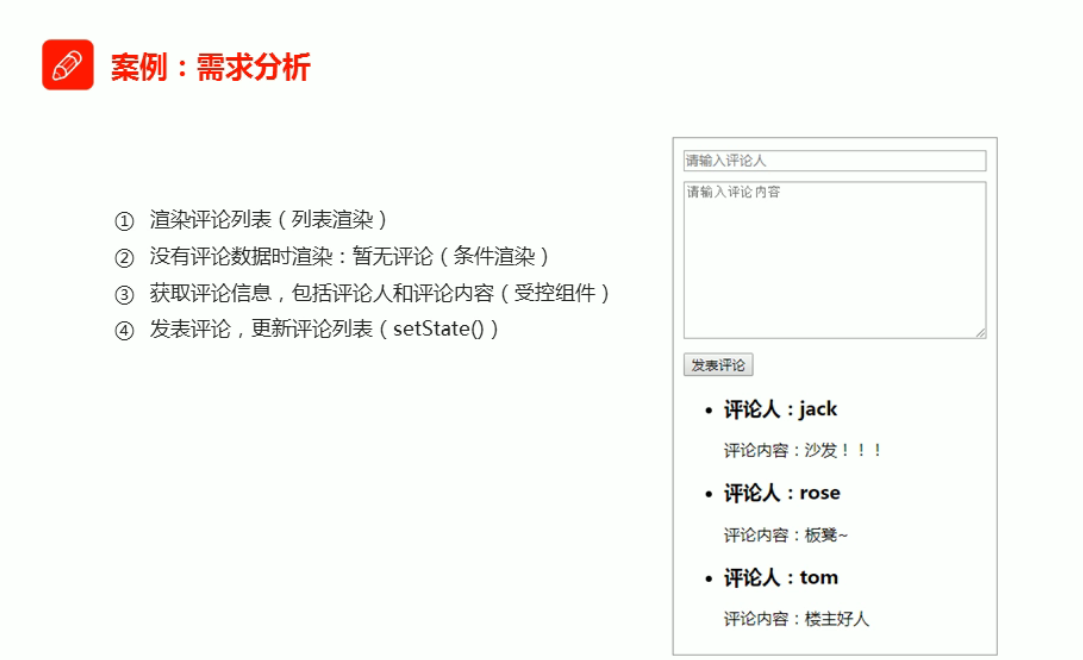 案例：需求分析
① 渲染评论列表（列表渲染）
② 没有评论数据时渲染：暂无评论（条件渲染）
③ 获取评论信息，包括评论人和评论内容（受控组件）
④ 发表评论，更新评论列表（setState()）
请输入评论人
请输入评论内容
发表评论
• 评论人：jack
评论内容：沙发！！！
• 评论人：rose
评论内容：板凳~
• 评论人：tom
评论内容：楼主好人